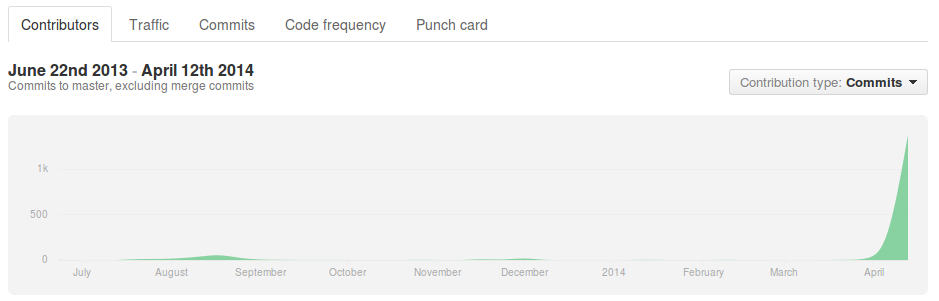 Contributors Traffic Commits Code frequency Punch card
June 22nd 2013 - April 12th 2014
Commits to master, excluding merge commits
Contribution type: Commits
1k
500
0
July August September October November December 2014 February March April